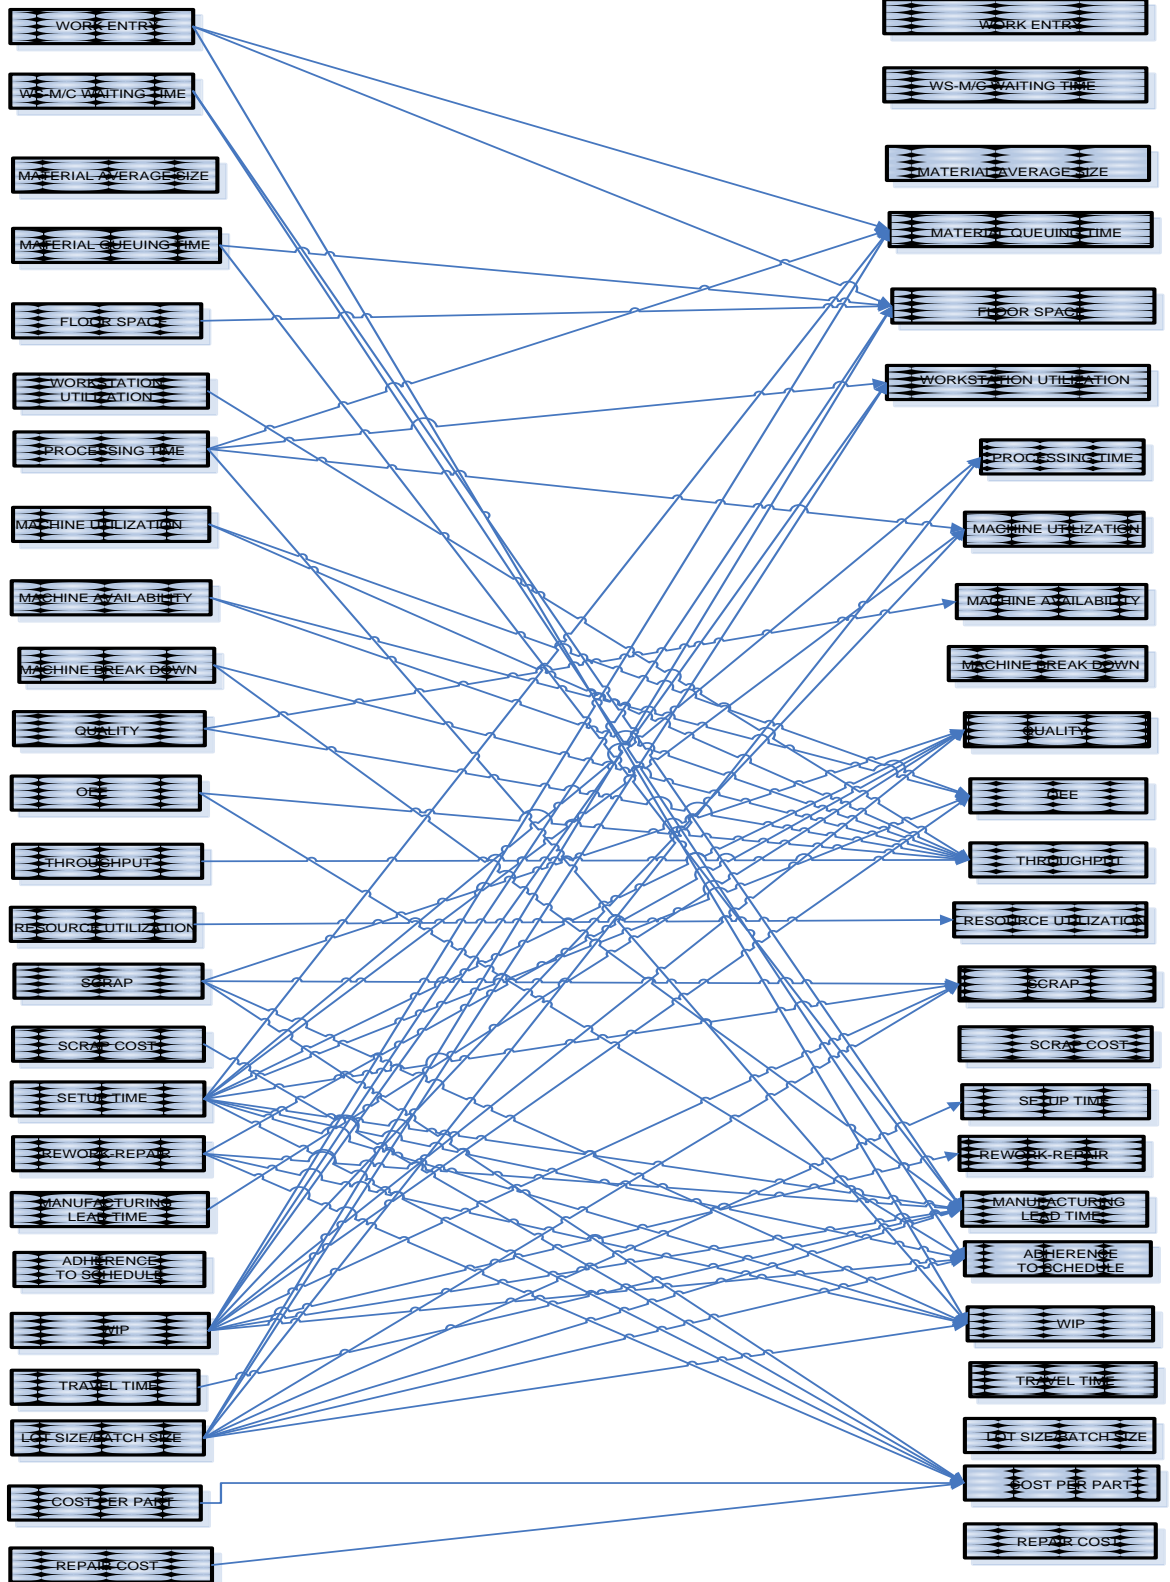 WORK ENTRY
WS-M/C WAITING TIME
MATERIAL AVERAGE SIZE
MATERIAL QUEUING TIME
FLOOR SPACE
WORKSTATION
UTILIZATION
PROCESSING TIME
MACHINE UTILIZATION
MACHINE AVAILABILITY
MACHINE BREAK DOWN
QUALITY
OEE
THROUGHPUT
RESOURCE UTILIZATION
SCRAP
SCRAP COST
SETUP TIME
REWORK-REPAIR
MANUFACTURING
LEAD TIME
ADHERENCE
TO SCHEDULE
WIP
TRAVEL TIME
LOT SIZE/BATCH SIZE
COST PER PART
REPAIR COST
WORK ENTRY
WS-M/C WAITING TIME
MATERIAL AVERAGE SIZE
MATERIAL QUEUING TIME
FLOOR SPACE
WORKSTATION UTILIZATION
PROCESSING TIME
MACHINE UTILIZATION
MACHINE AVAILABILITY
MACHINE BREAK DOWN
QUALITY
OEE
THROUGHPUT
RESOURCE UTILIZATION
SCRAP
SCRAP COST
SETUP TIME
REWORK-REPAIR
MANUFACTURING
LEAD TIME
ADHERENCE
TO SCHEDULE
WIP
TRAVEL TIME
LOT SIZE/BATCH SIZE
COST PER PART
REPAIR COST